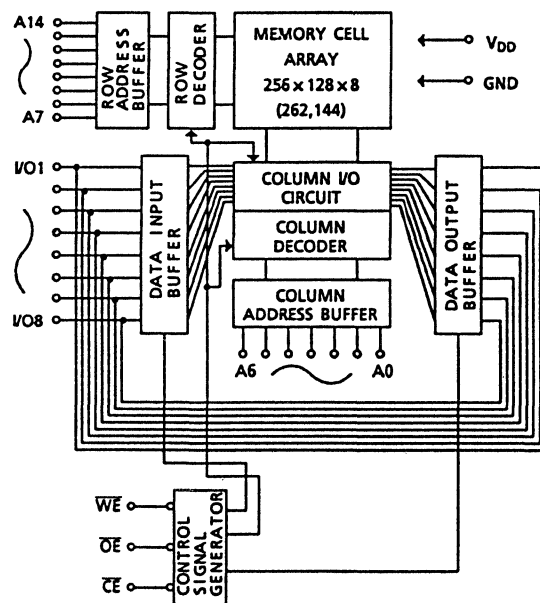 A14
A7
ROW ADDRESS BUFFER
ROW DECODER
MEMORY CELL
ARRAY
256 × 128 × 8
(262,144)
VDD
GND
I/O1
I/O8
DATA INPUT BUFFER
COLUMN I/O
CIRCUIT
COLUMN
DECODER
COLUMN
ADDRESS BUFFER
DATA OUTPUT BUFFER
A6
A0
WE
OE
CE
CONTROL SIGNAL GENERATOR